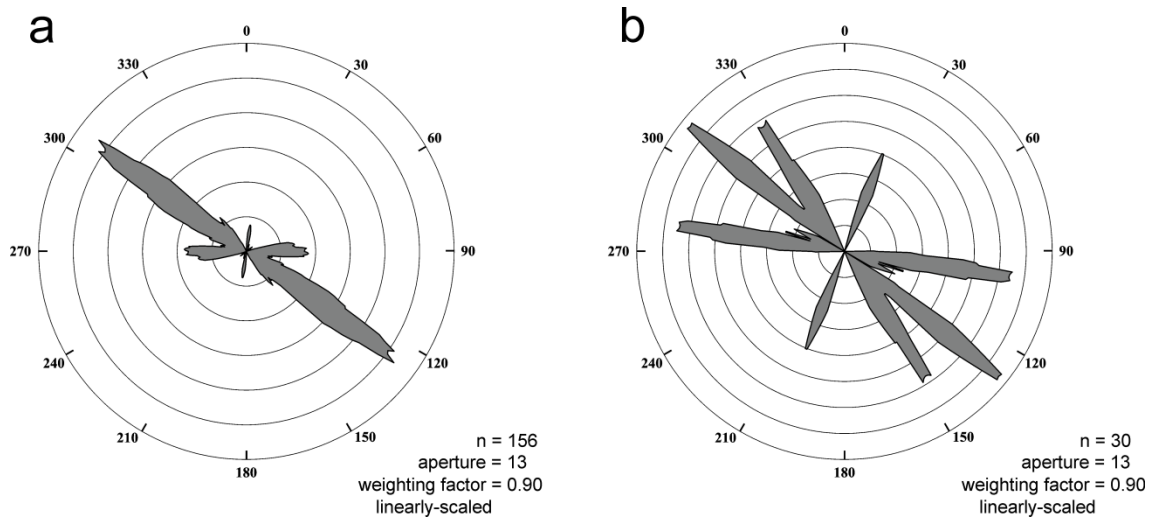 a
0
30
60
90
120
150
180
210
240
270
300
330
n = 156
aperture = 13
weighting factor = 0.90
linearly-scaled
b
0
30
60
90
120
150
180
210
240
270
300
330
n = 30
aperture = 13
weighting factor = 0.90
linearly-scaled